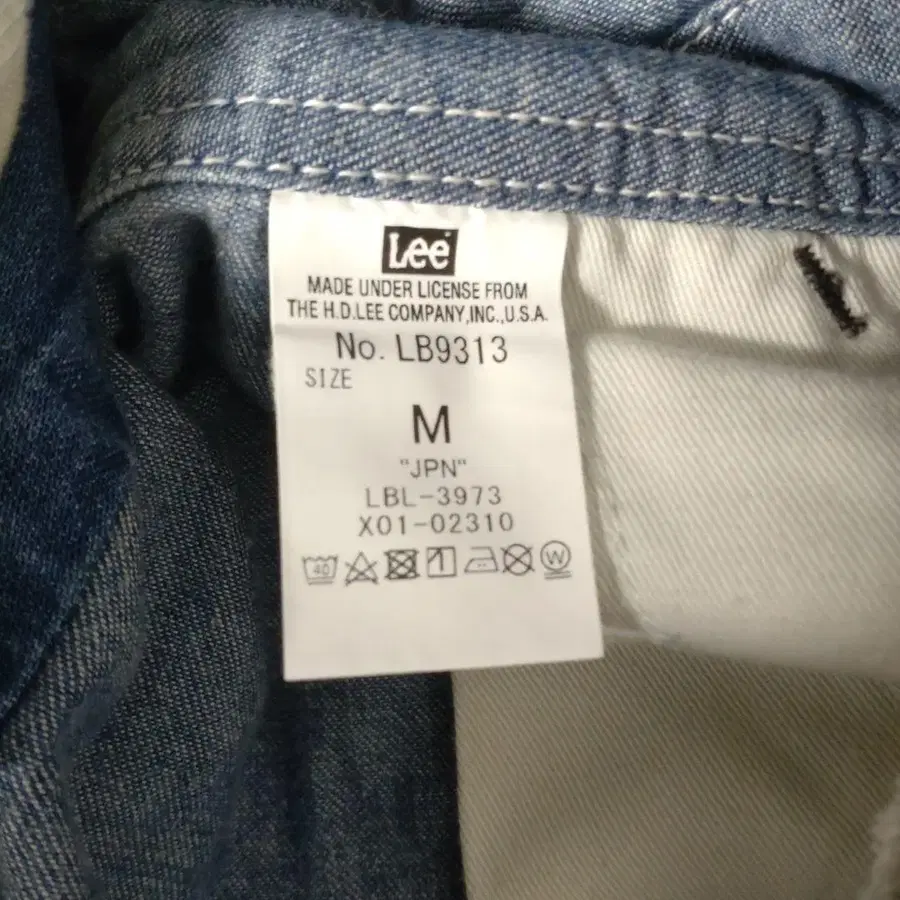 Lee
MADE UNDER LICENSE FROM
THE H.D.LEE COMPANY,INC.,U.S.A.
No. LB9313
SIZE
M
"JPN"
LBL-3973
X01-02310
40 W